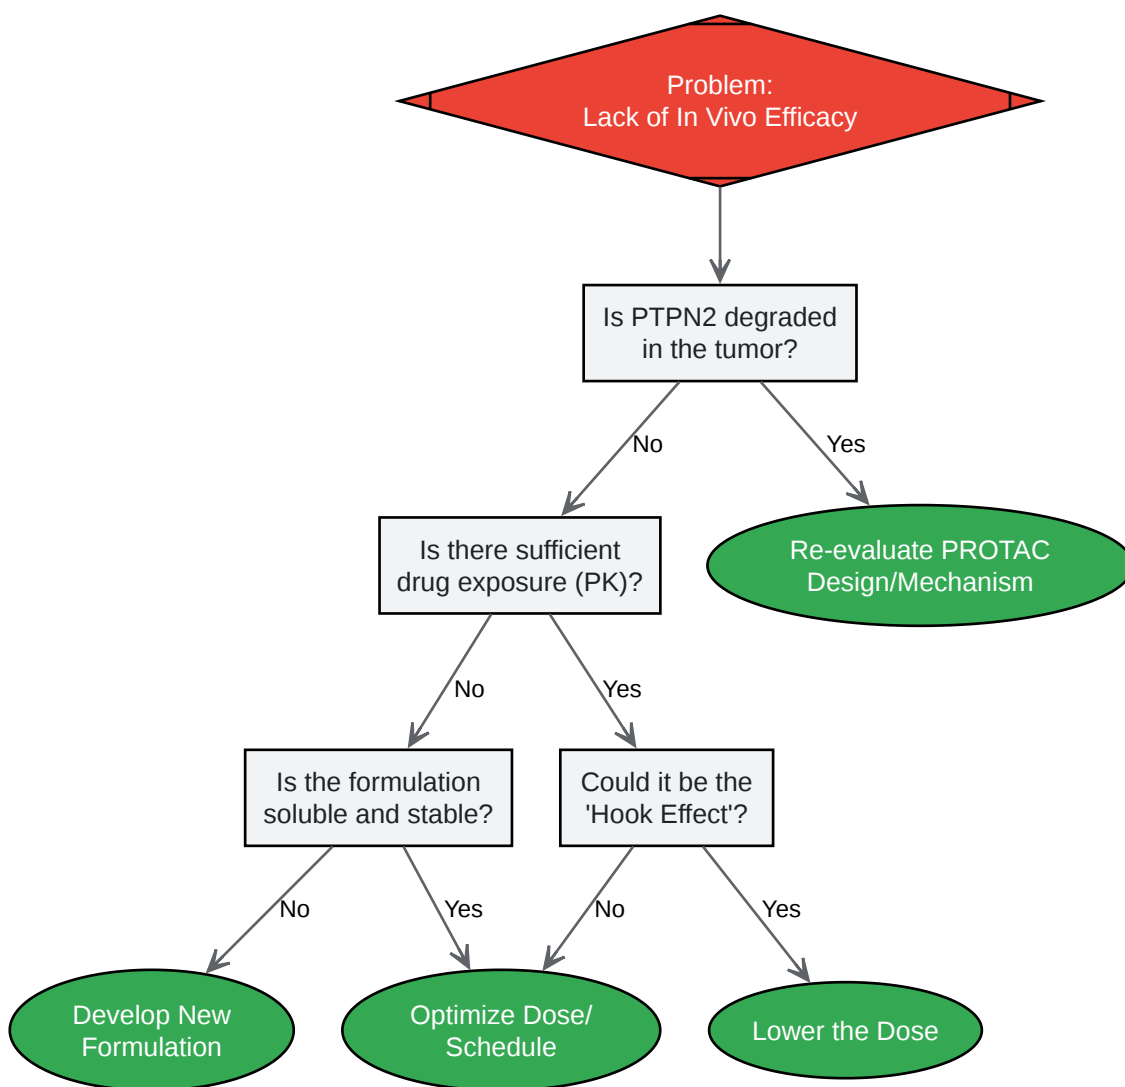 Problem:
Lack of In Vivo Efficacy
Is PTPN2 degraded
in the tumor?
No
Yes
Is there sufficient
drug exposure (PK)?
Re-evaluate PROTAC
Design/Mechanism
No
Yes
Is the formulation
soluble and stable?
Could it be the
'Hook Effect'?
No
Yes
No
Yes
Develop New
Formulation
Optimize Dose/
Schedule
Lower the Dose